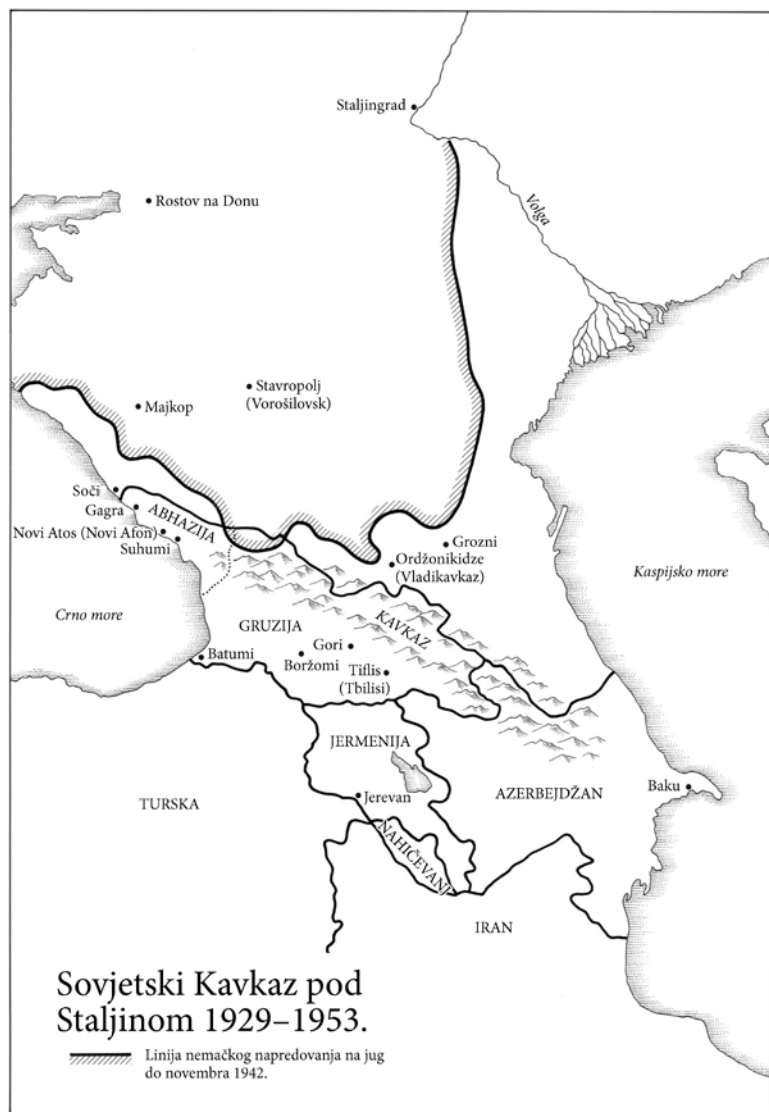 Staljingrad
Rostov na Donu
Volga
Stavropolj
(Vorošilovsk)
Majkop
Soči
Gagra
ABHAZIJA
Novi Atos (Novi Afon)
Suhumi
Grozni
Ordžonikidze
(Vladikavkaz)
Kaspijsko more
Crno more
GRUZIJA
KAVKAZ
Gori
Batumi
Boržomi
Tiflis
(Tbilisi)
JERMENIJA
TURSKA
Jerevan
AZERBEJDŽAN
Baku
NAHIČEVANJ
IRAN
Sovjetski Kavkaz pod
Staljinom 1929–1953.
Linija nemačkog napredovanja na jug
do novembra 1942.